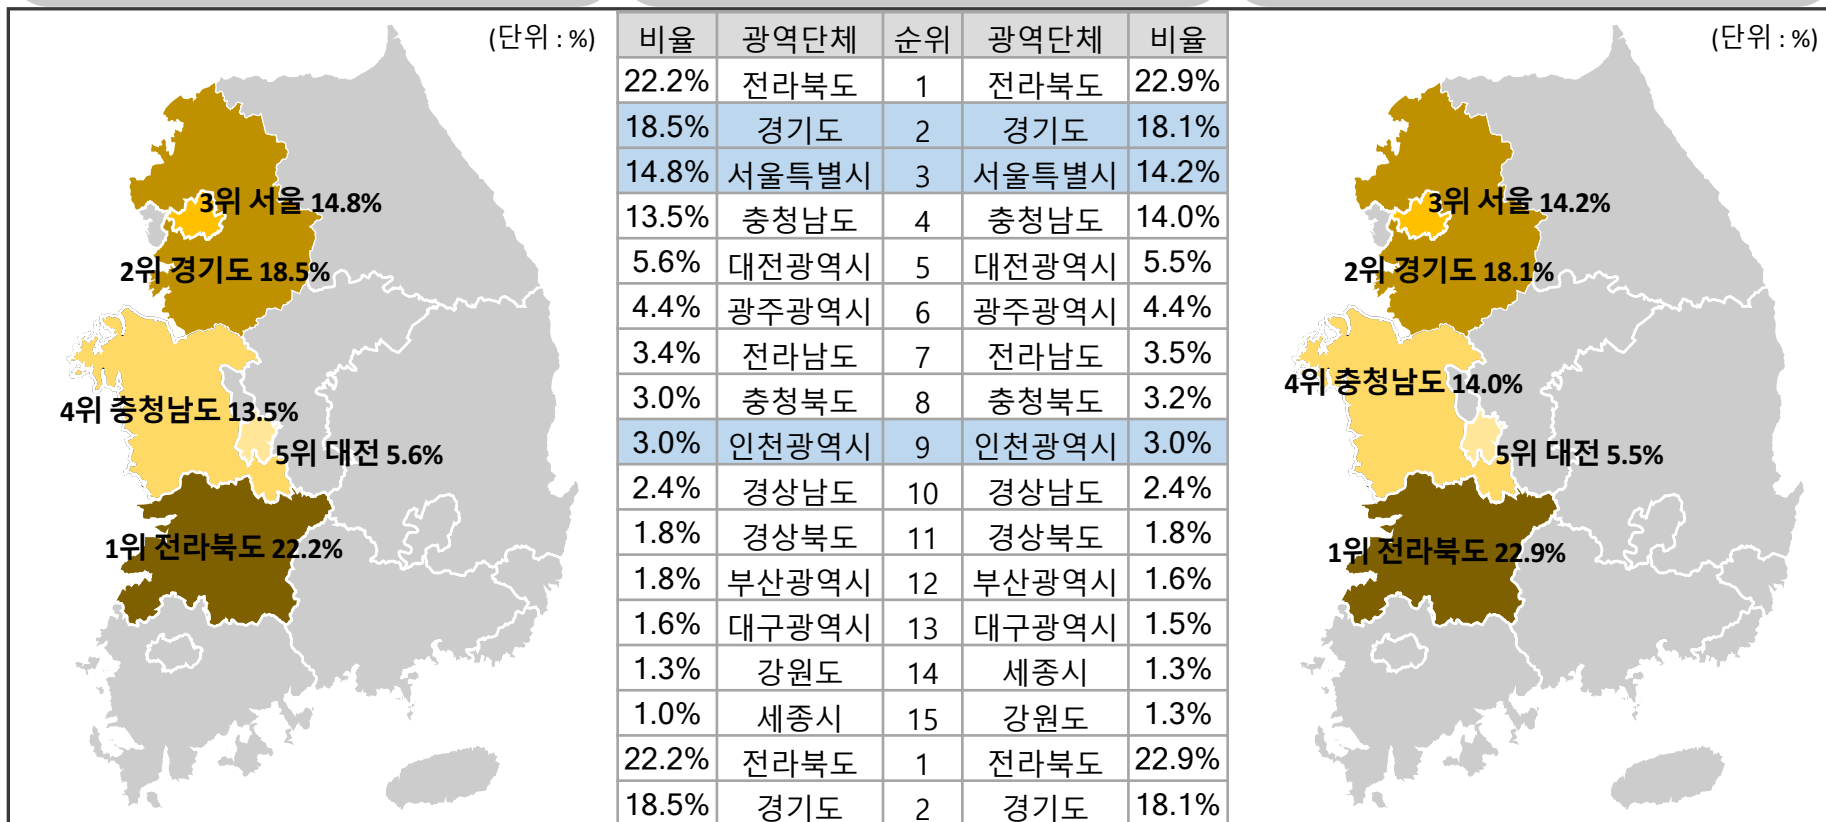 (단위 : %)
3위 서울 14.8%
2위 경기도 18.5%
4위 충청남도 13.5%
5위 대전 5.6%
1위 전라북도 22.2%
비율 광역단체 순위 광역단체 비율
22.2% 전라북도 1 전라북도 22.9%
18.5% 경기도 2 경기도 18.1%
14.8% 서울특별시 3 서울특별시 14.2%
13.5% 충청남도 4 충청남도 14.0%
5.6% 대전광역시 5 대전광역시 5.5%
4.4% 광주광역시 6 광주광역시 4.4%
3.4% 전라남도 7 전라남도 3.5%
3.0% 충청북도 8 충청북도 3.2%
3.0% 인천광역시 9 인천광역시 3.0%
2.4% 경상남도 10 경상남도 2.4%
1.8% 경상북도 11 경상북도 1.8%
1.8% 부산광역시 12 부산광역시 1.6%
1.6% 대구광역시 13 대구광역시 1.5%
1.3% 강원도 14 세종시 1.3%
1.0% 세종시 15 강원도 1.3%
22.2% 전라북도 1 전라북도 22.9%
18.5% 경기도 2 경기도 18.1%
(단위 : %)
3위 서울 14.2%
2위 경기도 18.1%
4위 충청남도 14.0%
5위 대전 5.5%
1위 전라북도 22.9%